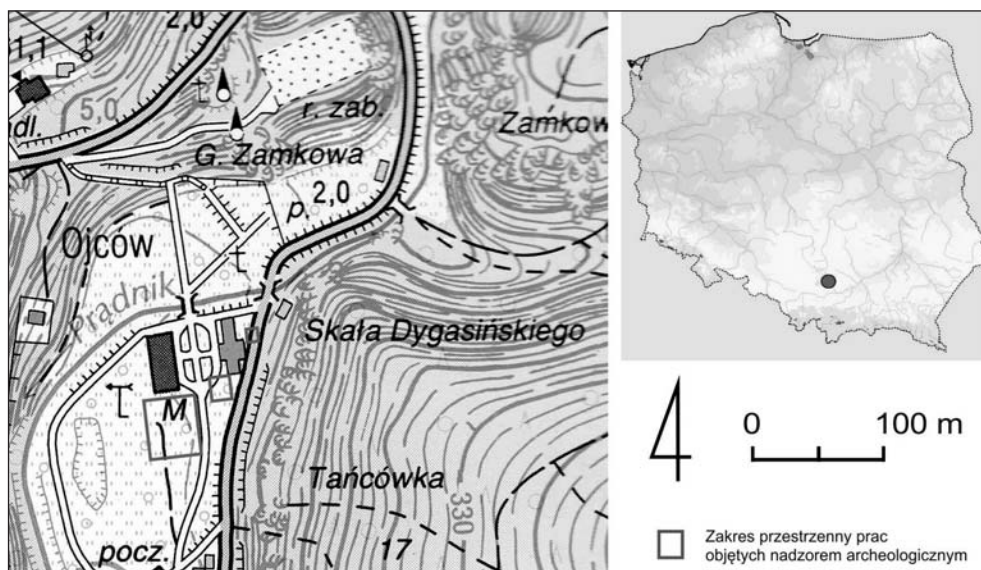 2,0
1,1
5,0
adl.
r. zab.
Zamkow
G. Zamkowa
p.
2,0
Ojców
Prądnik
Skała Dygasińskiego
M
Tańcówka
330
17
pocz.
0 100 m
Zakres przestrzenny prac
objętych nadzorem archeologicznym